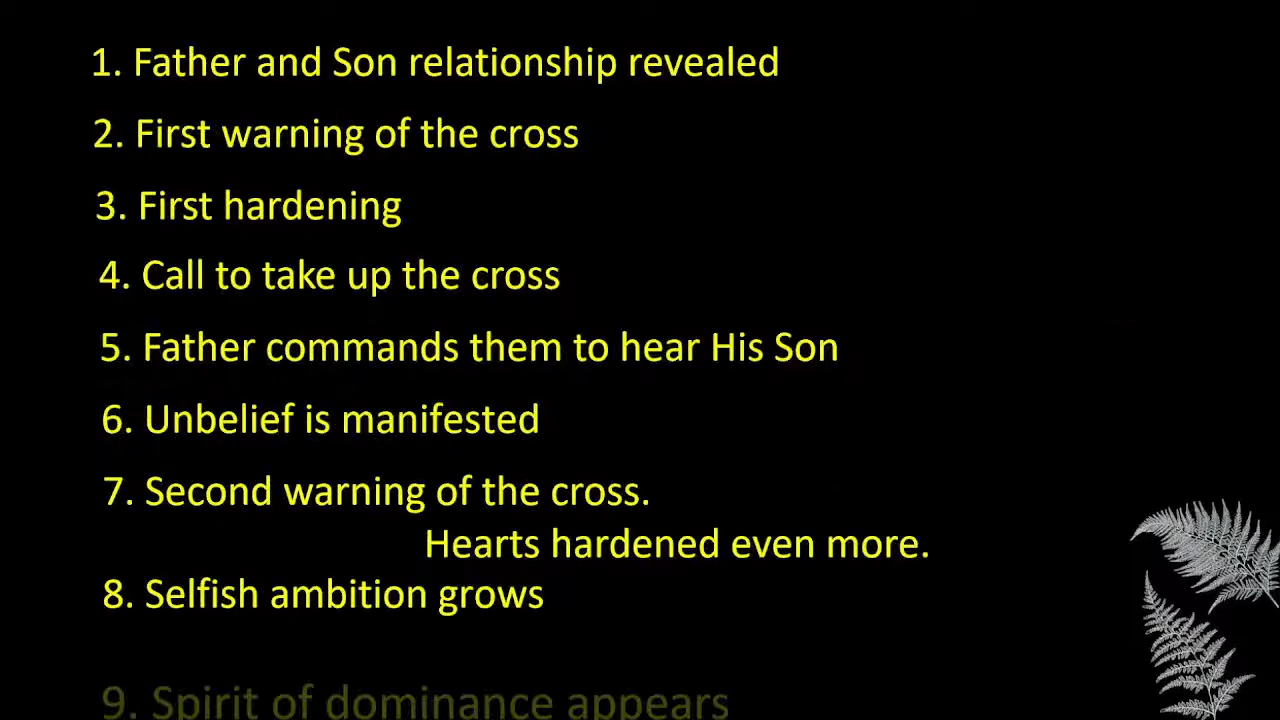 1. Father and Son relationship revealed
2. First warning of the cross
3. First hardening
4. Call to take up the cross
5. Father commands them to hear His Son
6. Unbelief is manifested
7. Second warning of the cross.
Hearts hardened even more.
8. Selfish ambition grows
9. Spirit of dominance appears